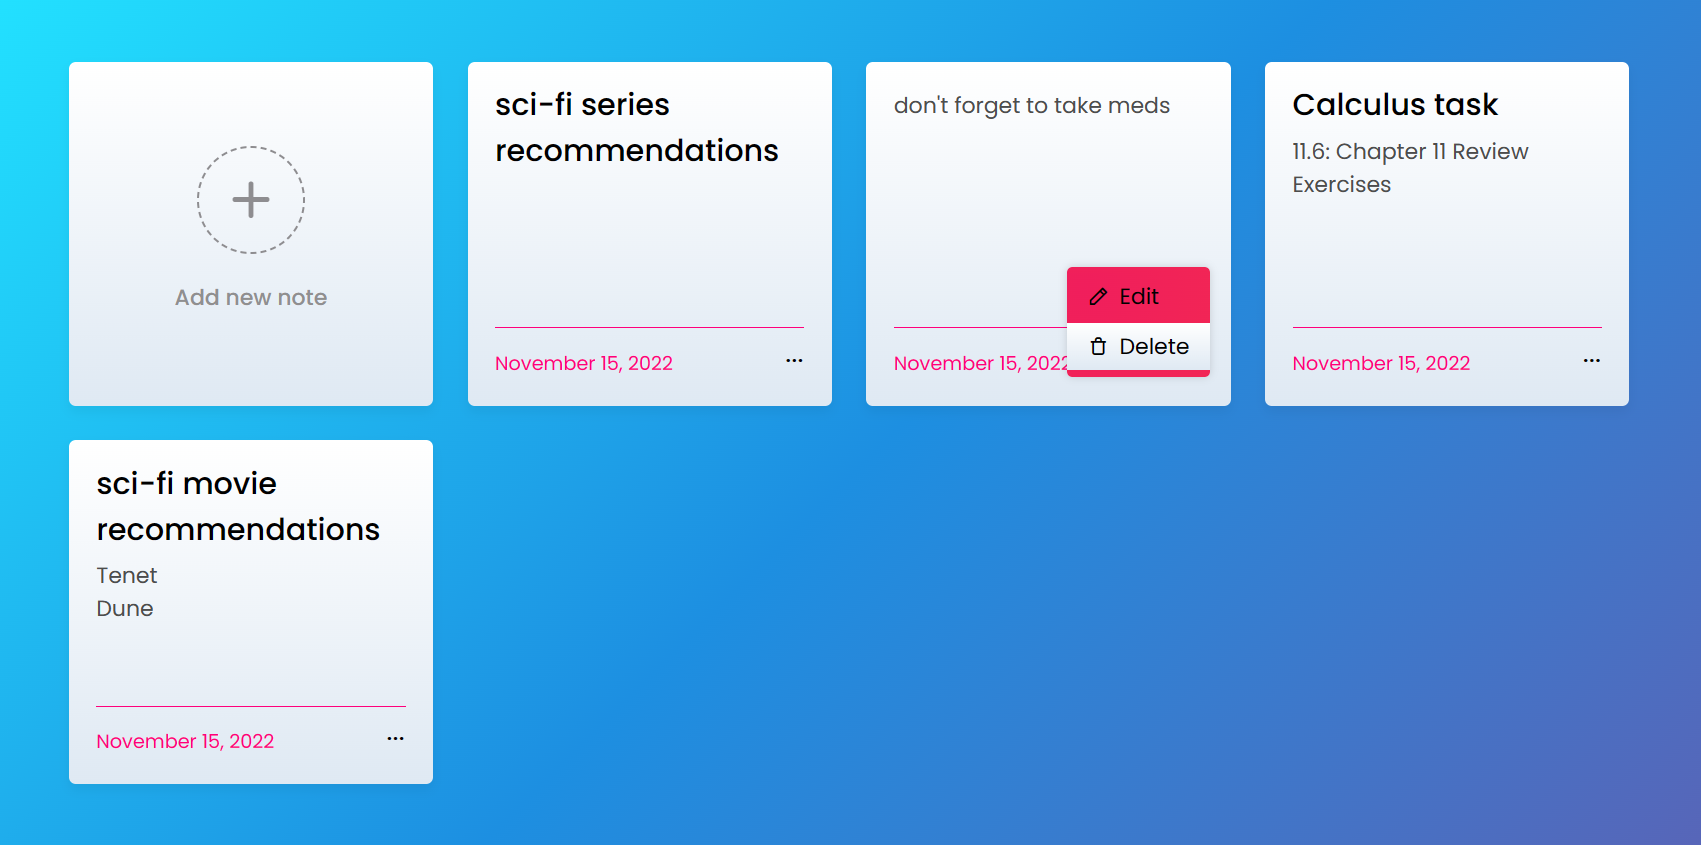 Add new note
sci-fi series
recommendations
November 15, 2022
...
don't forget to take meds
Edit
Delete
November 15, 2022
Calculus task
11.6: Chapter 11 Review
Exercises
November 15, 2022
...
sci-fi movie
recommendations
Tenet
Dune
November 15, 2022
...